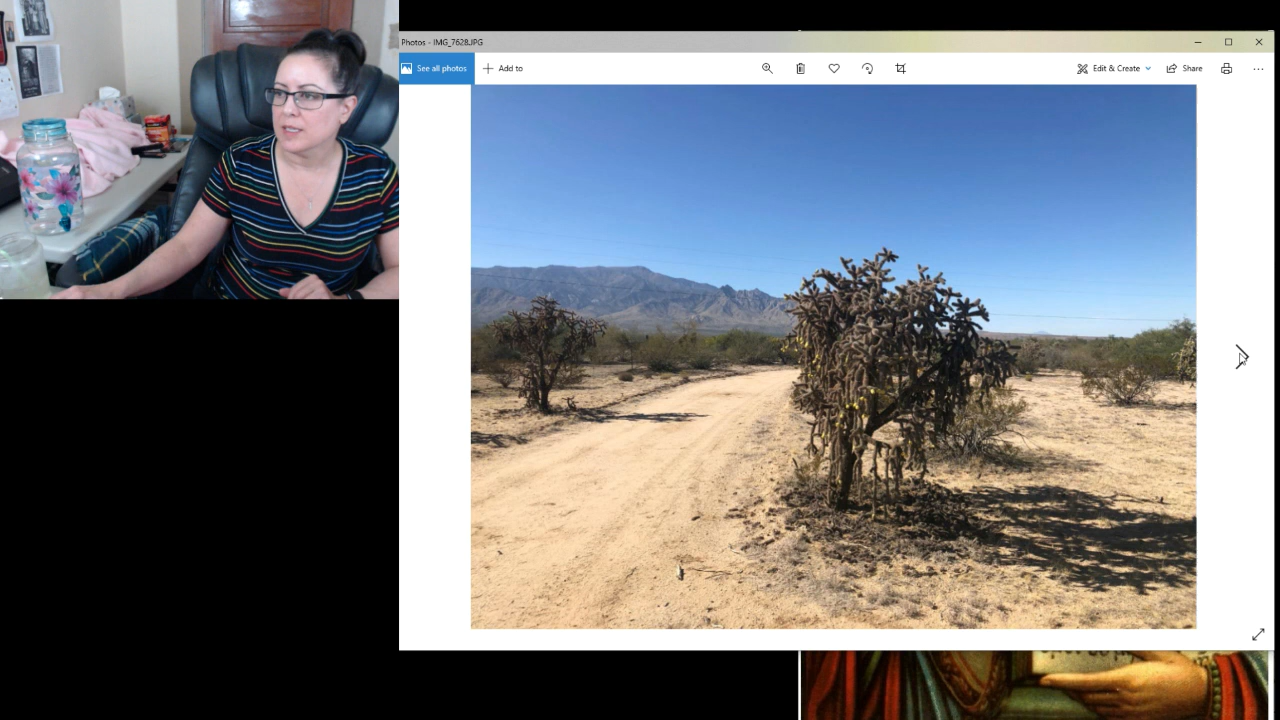 Photos - IMG_7628.JPG
See all photos
Add to
Edit & Create
Share